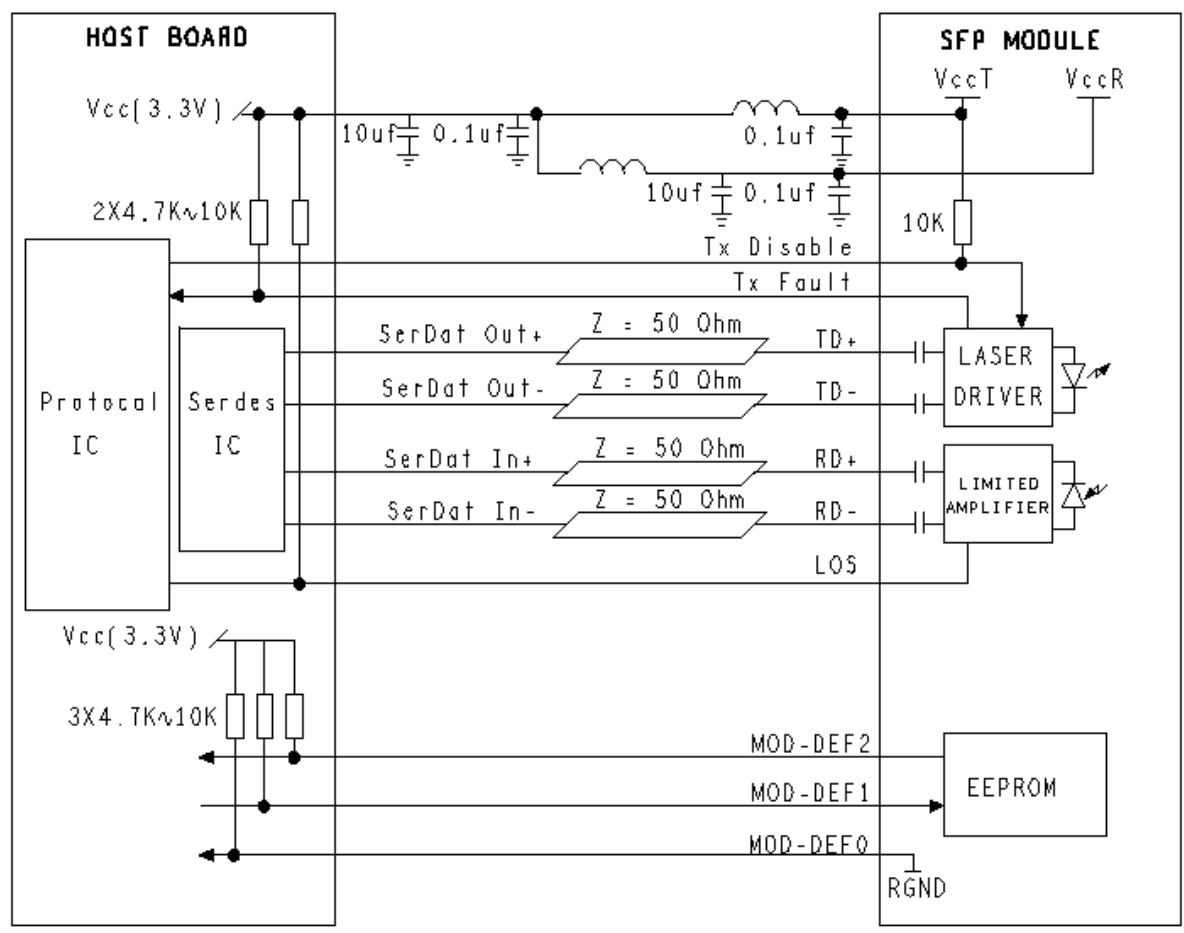 HOST BOARD
SFP MODULE
VccT VccR
Vcc(3.3V)
10uf 0.1uf 0.1uf
10uf 0.1uf
2X4.7K~10K
10K
Tx Disable
Tx Fault
SerDat Out+ Z = 50 Ohm TD+
SerDat Out- Z = 50 Ohm TD-
LASER
DRIVER
Protocal
IC
Serdes
IC
SerDat In+ Z = 50 Ohm RD+
SerDat In- Z = 50 Ohm RD-
LIMITED
AMPLIFIER
LOS
Vcc(3.3V)
3X4.7K~10K
MOD-DEF2
MOD-DEF1
EEPROM
MOD-DEF0
RGND